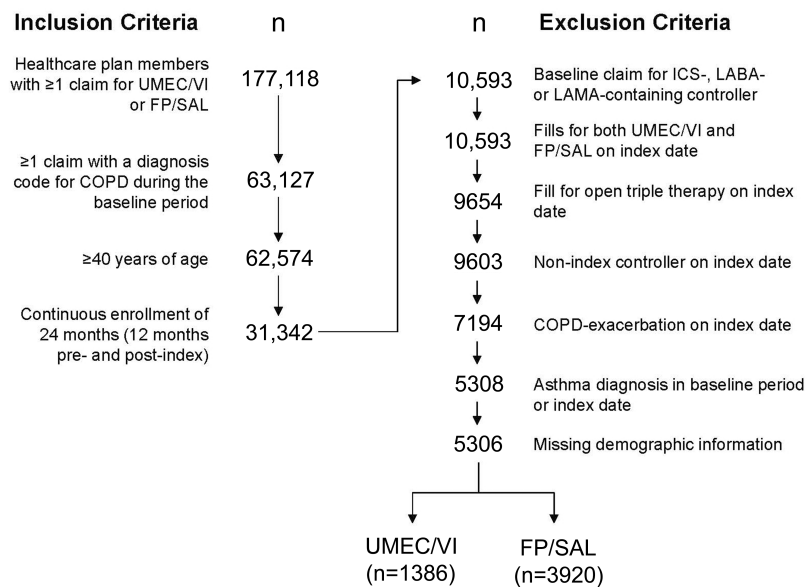 Inclusion Criteria
n
Healthcare plan members
with ≥1 claim for UMEC/VI
or FP/SAL
177,118
≥1 claim with a diagnosis
code for COPD during the
baseline period
63,127
≥40 years of age
62,574
Continuous enrollment of
24 months (12 months
pre- and post-index)
31,342
n
Exclusion Criteria
10,593
Baseline claim for ICS-, LABA-
or LAMA-containing controller
10,593
Fills for both UMEC/VI and
FP/SAL on index date
9654
Fill for open triple therapy on index
date
9603
Non-index controller on index date
7194
COPD-exacerbation on index date
5308
Asthma diagnosis in baseline period
or index date
5306
Missing demographic information
UMEC/VI
(n=1386)
FP/SAL
(n=3920)